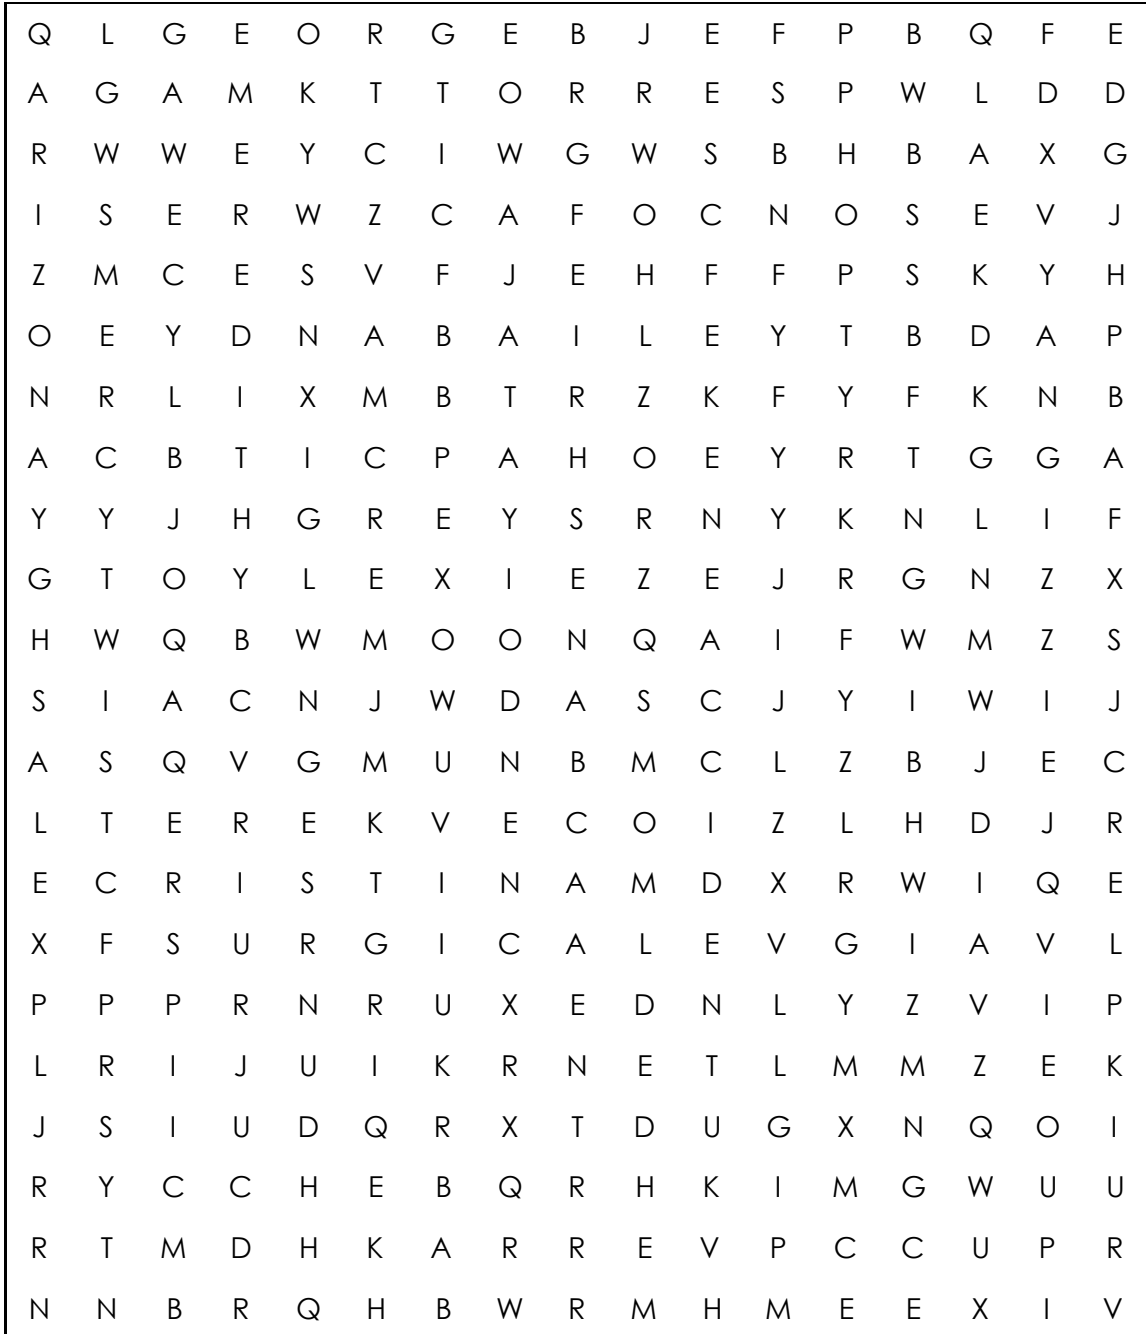 Q L G E O R G E B J E F P B Q F E
A G A M K T T O R R E S P W L D D
R W W E Y C I W G W S B H B A X G
I S E R W Z C A F O C N O S E V J
Z M C E S V F J E H F F P S K Y H
O E Y D N A B A I L E Y T B D A P
N R L I X M B T R Z K F Y F K N B
A C B T I C P A H O E Y R T G G A
Y Y J H G R E Y S R N Y K N L I F
G T O Y L E X I E Z E J R G N Z X
H W Q B W M O O N Q A I F W M Z S
S I A C N J W D A S C J Y I W I J
A S Q V G M U N B M C L Z B J E C
L T E R E K V E C O I Z L H D J R
E C R I S T I N A M D X R W I Q E
X F S U R G I C A L E V G I A V L
P P P R N R U X E D N L Y Z V I P
L R I J U I K R N E T L M M Z E K
J S I U D Q R X T D U G X N Q O I
R Y C C H E B Q R H K I M G W U U
R T M D H K A R R E V P C C U P R
N N B R Q H B W R M H M E E X I V